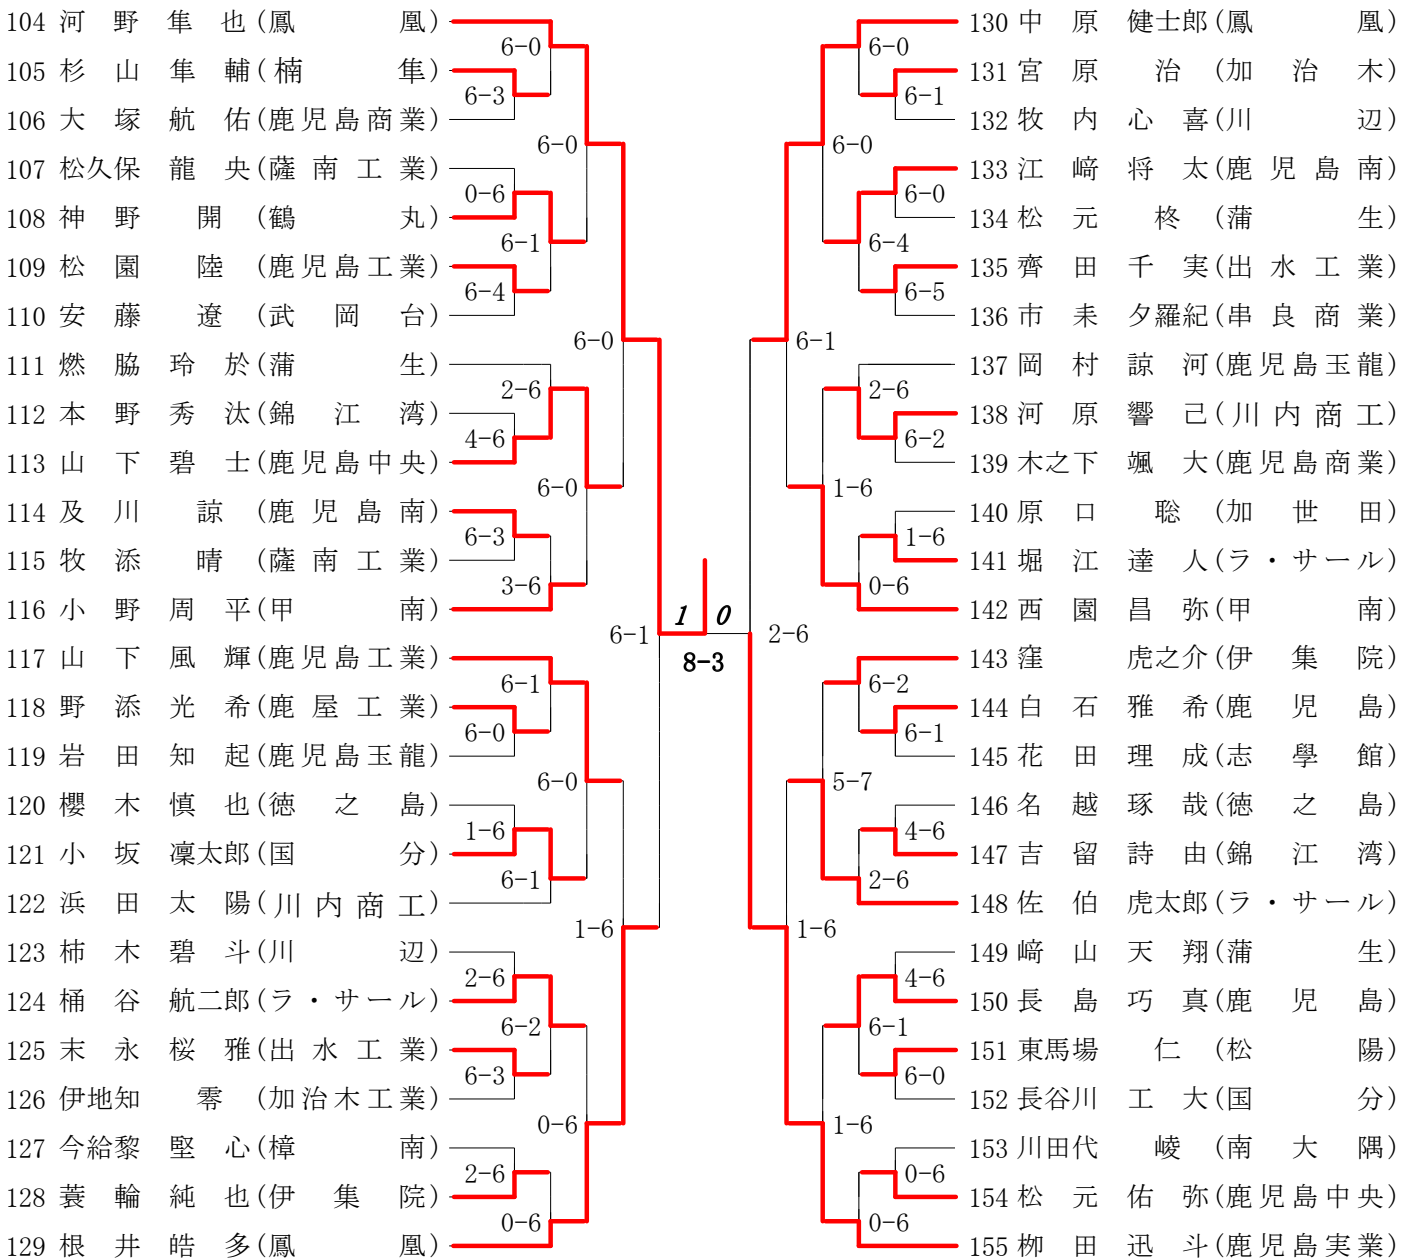 104 河野 隼也(鳳凰)
6-0
105 杉山 隼輔(楠隼)
6-3
106 大塚 航佑(鹿児島商業)
6-0
107 松久保 龍央(薩南工業)
0-6
108 神野 開(鶴丸)
6-1
109 松園 陸(鹿児島工業)
6-4
110 安藤 遼(武岡台)
6-0
111 燃脇 玲於(蒲生)
2-6
112 本野 秀汰(錦江湾)
4-6
113 山下 碧士(鹿児島中央)
6-0
114 及川 諒(鹿児島南)
6-3
115 牧添 晴(薩南工業)
3-6
116 小野 周平(甲南)
6-1
117 山下 風輝(鹿児島工業)
6-1
118 野添 光希(鹿屋工業)
6-0
119 岩田 知起(鹿児島玉龍)
6-0
120 櫻木 慎也(徳之島)
1-6
121 小坂 凜太郎(国分)
6-1
122 浜田 太陽(川内商工)
1-6
123 柿木 碧斗(川辺)
2-6
124 桶谷 航二郎(ラ・サール)
6-2
125 末永 桜雅(出水工業)
6-3
126 伊地知 零(加治木工業)
0-6
127 今給黎 堅心(樟南)
2-6
128 蓑輪 純也(伊集院)
0-6
129 根井 皓多(鳳凰)
1 0
8-3
130 中原 健士郎(鳳凰)
6-0
131 宮原 治(加治木)
6-1
132 牧内 心喜(川辺)
6-0
133 江﨑 将太(鹿児島南)
6-0
134 松元 柊(蒲生)
6-4
135 齊田 千実(出水工業)
6-5
136 市耒 夕羅紀(串良商業)
6-1
137 岡村 諒河(鹿児島玉龍)
2-6
138 河原 響己(川内商工)
6-2
139 木之下 颯大(鹿児島商業)
1-6
140 原口 聡(加世田)
1-6
141 堀江 達人(ラ・サール)
0-6
142 西園 昌弥(甲南)
2-6
143 窪 虎之介(伊集院)
6-2
144 白石 雅希(鹿児島)
6-1
145 花田 理成(志學館)
5-7
146 名越 琢哉(徳之島)
4-6
147 吉留 詩由(錦江湾)
2-6
148 佐伯 虎太郎(ラ・サール)
1-6
149 﨑山 天翔(蒲生)
4-6
150 長島 巧真(鹿児島)
6-1
151 東馬場 仁(松陽)
6-0
152 長谷川 工大(国分)
1-6
153 川田代 崚(南大隅)
0-6
154 松元 佑弥(鹿児島中央)
0-6
155 栁田 迅斗(鹿児島実業)